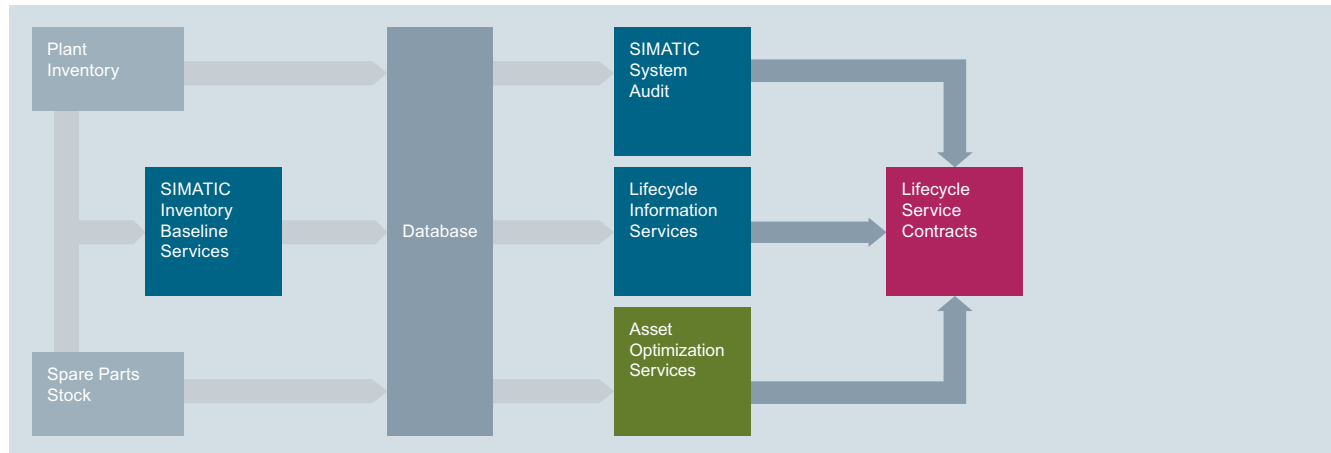 Plant
Inventory
SIMATIC
Inventory
Baseline
Services
Spare Parts
Stock
Database
SIMATIC
System
Audit
Lifecycle
Information
Services
Asset
Optimization
Services
Lifecycle
Service
Contracts